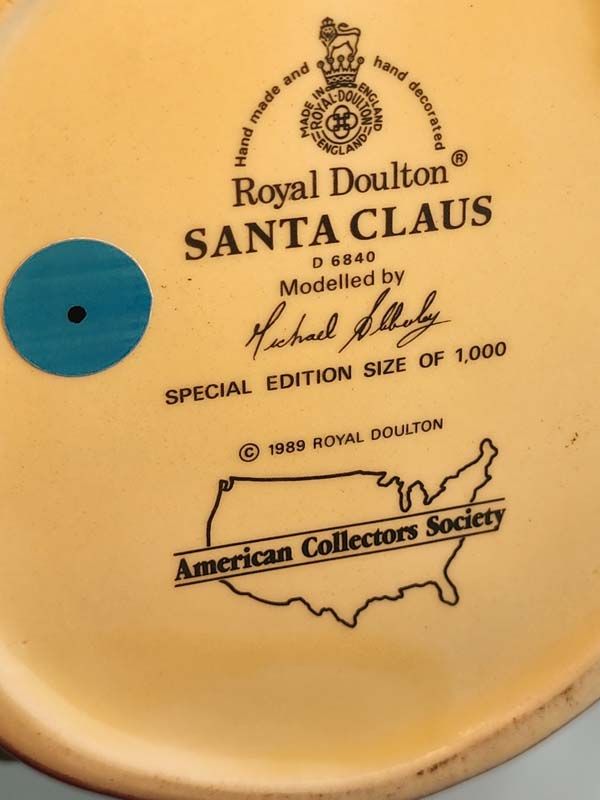 Hand made and hand decorated
MADE IN ENGLAND
ROYAL·DOULTON
ENGLAND
Royal Doulton®
SANTA CLAUS
D 6840
Modelled by
Michael Abberley
SPECIAL EDITION SIZE OF 1,000
© 1989 ROYAL DOULTON
American Collectors Society